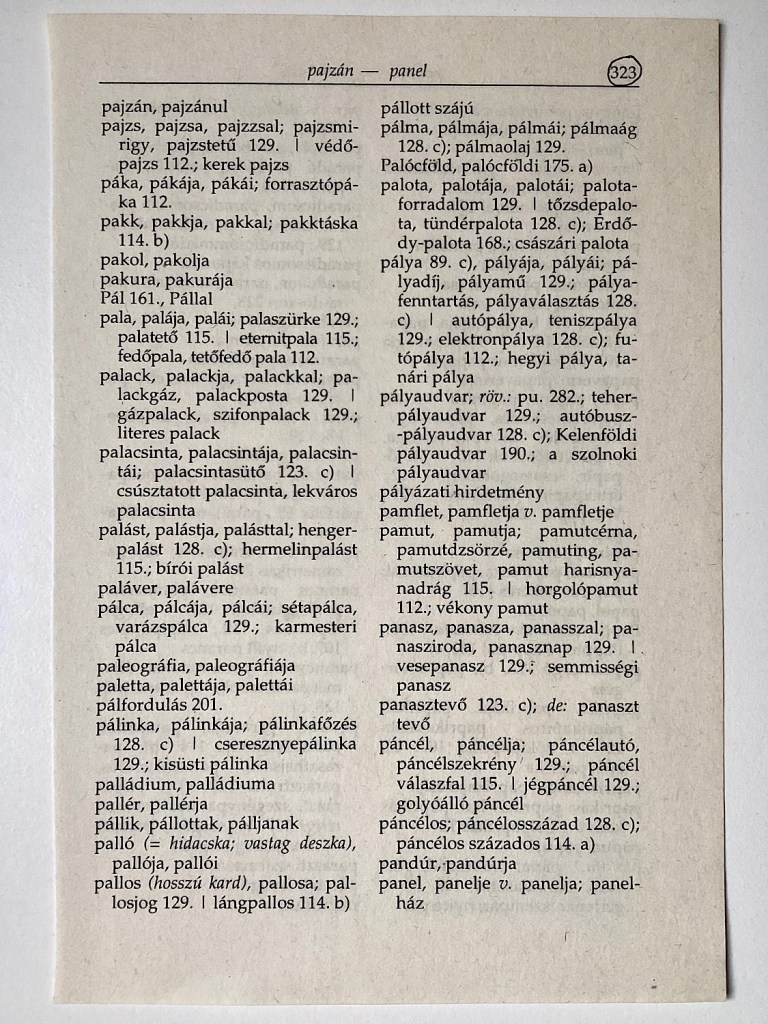 pajzán — panel
323
pajzán, pajzánul
pajzs, pajzsa, pajzzsal; pajzsmi-
rigy, pajzstetű 129. | védő-
pajzs 112.; kerek pajzs
páka, pákája, pákái; forrasztópá-
ka 112.
pakk, pakkja, pakkal; pakktáska
114. b)
pakol, pakolja
pakura, pakurája
Pál 161., Pállal
pala, palája, palái; palaszürke 129.;
palatető 115. | eternitpala 115.;
fedőpala, tetőfedő pala 112.
palack, palackja, palackkal; pa-
lackgáz, palackposta 129. |
gázpalack, szifonpalack 129.;
literes palack
palacsinta, palacsintája, palacsin-
tái; palacsintasütő 123. c) |
csúsztatott palacsinta, lekváros
palacsinta
palást, palástja, palásttal; henger-
palást 128. c); hermelinpalást
115.; bírói palást
paláver, palávere
pálca, pálcája, pálcái; sétapálca,
varázspálca 129.; karmesteri
pálca
paleográfia, paleográfiája
paletta, palettája, palettái
pálfordulás 201.
pálinka, pálinkája; pálinkafőzés
128. c) | cseresznyepálinka
129.; kisüsti pálinka
palládium, palládiuma
pallér, pallérja
pállik, pállottak, pálljanak
palló (= hidacska; vastag deszka),
pallója, pallói
pallos (hosszú kard), pallosa; pal-
losjog 129. | lángpallos 114. b)
pállott szájú
pálma, pálmája, pálmái; pálmaág
128. c); pálmaolaj 129.
Palócföld, palócföldi 175. a)
palota, palotája, palotái; palota-
forradalom 129. | tőzsdepalo-
ta, tündérpalota 128. c); Erdő-
dy-palota 168.; császári palota
pálya 89. c), pályája, pályái; pá-
lyadíj, pályamű 129.; pálya-
fenntartás, pályaválasztás 128.
c) | autópálya, teniszpálya
129.; elektronpálya 128. c); fu-
tópálya 112.; hegyi pálya, ta-
nári pálya
pályaudvar; röv.: pu. 282.; teher-
pályaudvar 129.; autóbusz-
-pályaudvar 128. c); Kelenföldi
pályaudvar 190.; a szolnoki
pályaudvar
pályázati hirdetmény
pamflet, pamfletja v. pamfletje
pamut, pamutja; pamutcérna,
pamutdzsörzé, pamuting, pa-
mutszövet, pamut harisnya-
nadrág 115. | horgolópamut
112.; vékony pamut
panasz, panasza, panasszal; pa-
nasziroda, panasznap 129. |
vesepanasz 129.; semmisségi
panasz
panasztevő 123. c); de: panaszt
tevő
páncél, páncélja; páncélautó,
páncélszekrény 129.; páncél
válaszfal 115. | jégpáncél 129.;
golyóálló páncél
páncélos; páncélosszázad 128. c);
páncélos százados 114. a)
pandúr, pandúrja
panel, panelje v. panelja; panel-
ház